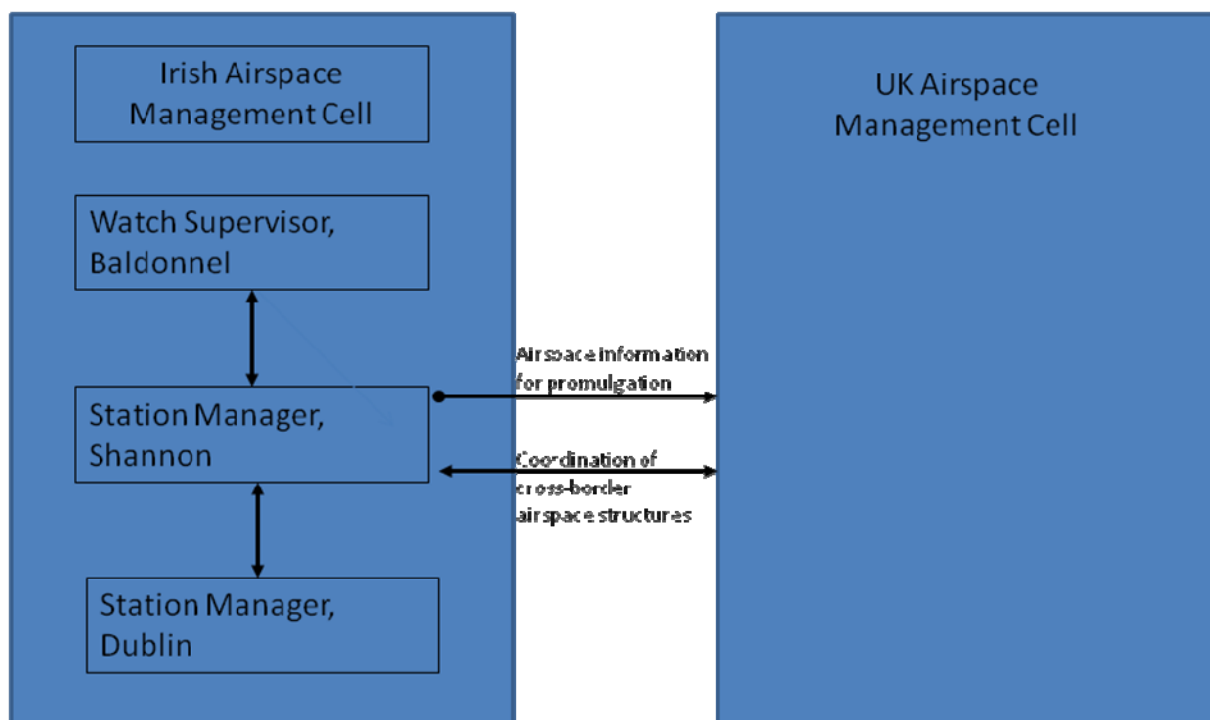 Irish Airspace
Management Cell
UK Airspace
Management Cell
Watch Supervisor,
Baldonnel
Airspace information
for promulgation
Station Manager,
Shannon
Coordination of
cross-border
airspace structures
Station Manager,
Dublin